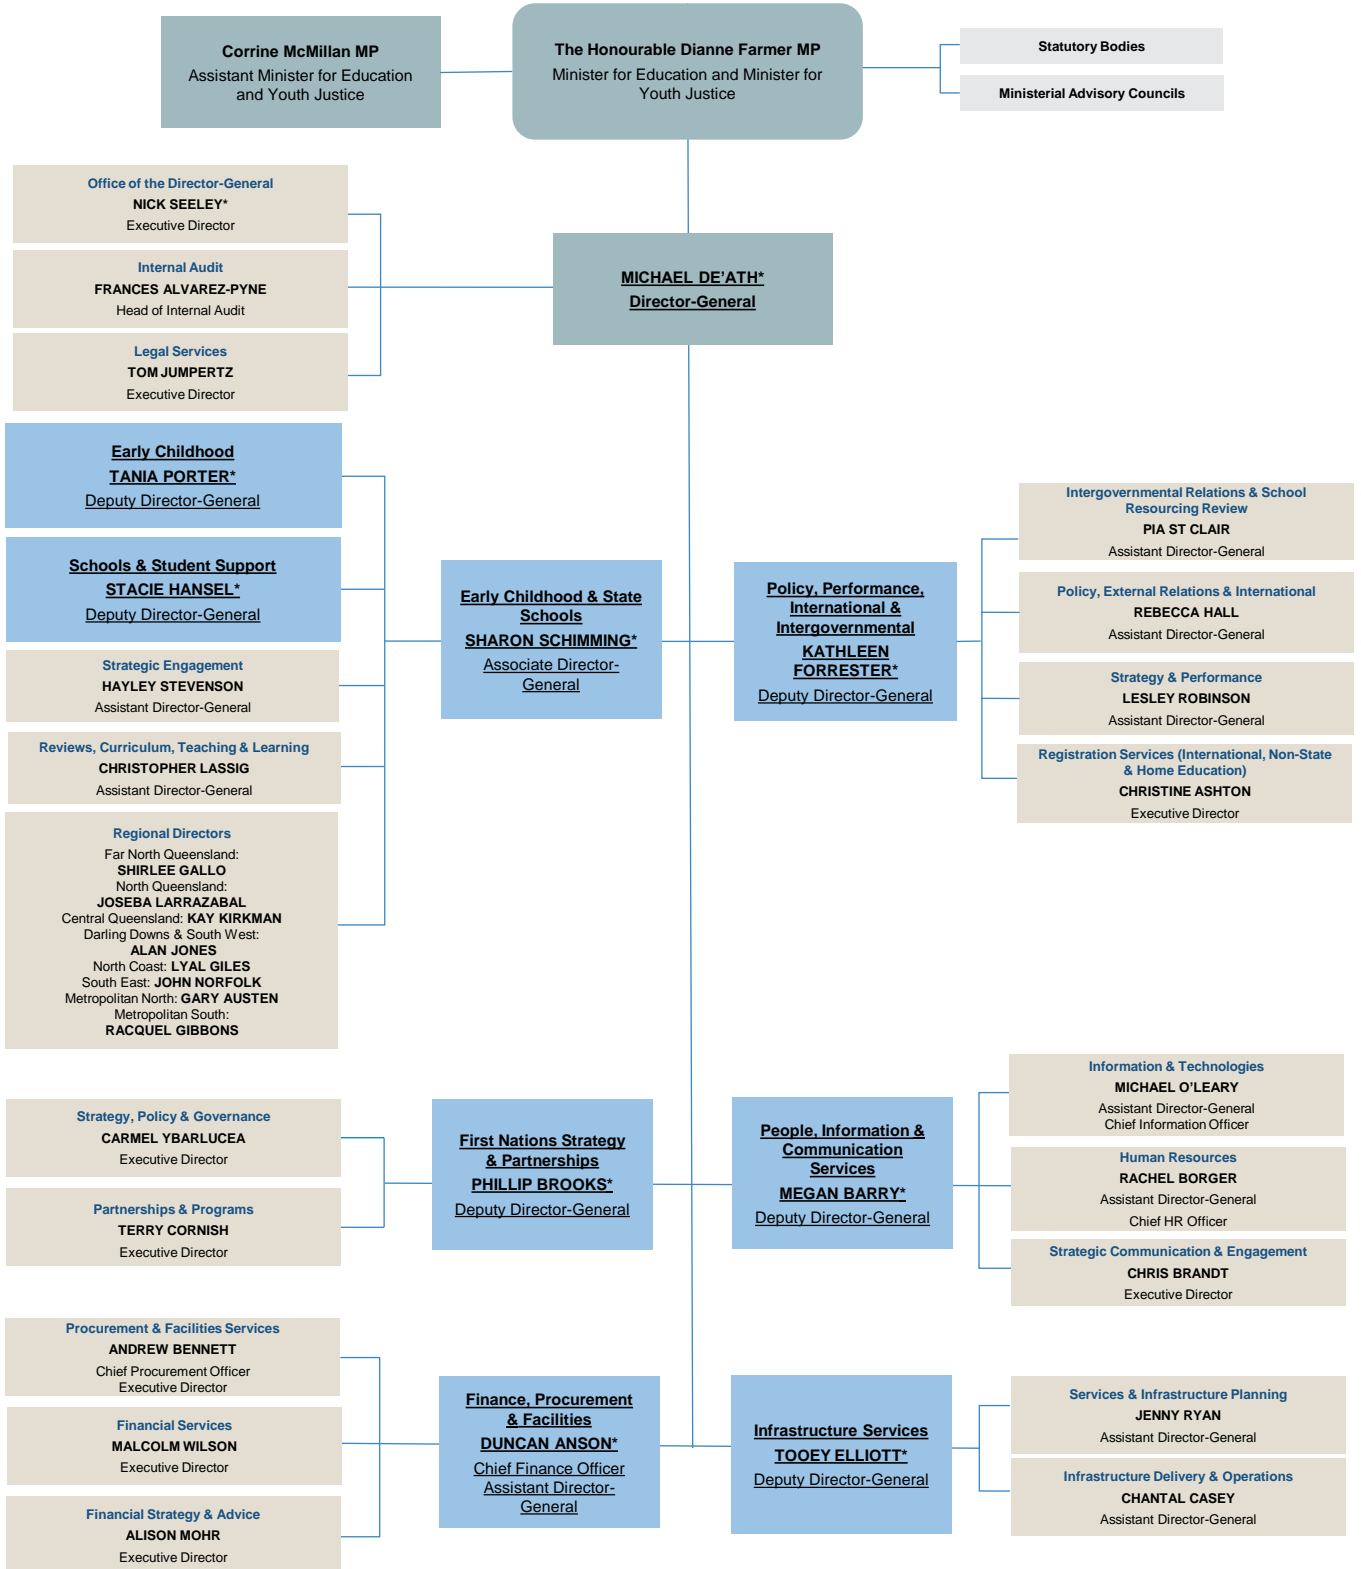 Corrine McMillan MP
Assistant Minister for Education
and Youth Justice
The Honourable Dianne Farmer MP
Minister for Education and Minister for
Youth Justice
Statutory Bodies
Ministerial Advisory Councils
Office of the Director-General
NICK SEELEY*
Executive Director
Internal Audit
FRANCES ALVAREZ-PYNE
Head of Internal Audit
Legal Services
TOM JUMPERTZ
Executive Director
MICHAEL DE’ATH*
Director-General
Early Childhood
TANIA PORTER*
Deputy Director-General
Schools & Student Support
STACIE HANSEL*
Deputy Director-General
Strategic Engagement
HAYLEY STEVENSON
Assistant Director-General
Reviews, Curriculum, Teaching & Learning
CHRISTOPHER LASSIG
Assistant Director-General
Regional Directors
Far North Queensland:
SHIRLEE GALLO
North Queensland:
JOSEBA LARRAZABAL
Central Queensland: KAY KIRKMAN
Darling Downs & South West:
ALAN JONES
North Coast: LYAL GILES
South East: JOHN NORFOLK
Metropolitan North: GARY AUSTEN
Metropolitan South:
RACQUEL GIBBONS
Early Childhood & State
Schools
SHARON SCHIMMING*
Associate Director-
General
Policy, Performance,
International &
Intergovernmental
KATHLEEN
FORRESTER*
Deputy Director-General
Intergovernmental Relations & School
Resourcing Review
PIA ST CLAIR
Assistant Director-General
Policy, External Relations & International
REBECCA HALL
Assistant Director-General
Strategy & Performance
LESLEY ROBINSON
Assistant Director-General
Registration Services (International, Non-State
& Home Education)
CHRISTINE ASHTON
Executive Director
Strategy, Policy & Governance
CARMEL YBARLUCEA
Executive Director
Partnerships & Programs
TERRY CORNISH
Executive Director
First Nations Strategy
& Partnerships
PHILLIP BROOKS*
Deputy Director-General
People, Information &
Communication
Services
MEGAN BARRY*
Deputy Director-General
Information & Technologies
MICHAEL O’LEARY
Assistant Director-General
Chief Information Officer
Human Resources
RACHEL BORGER
Assistant Director-General
Chief HR Officer
Strategic Communication & Engagement
CHRIS BRANDT
Executive Director
Procurement & Facilities Services
ANDREW BENNETT
Chief Procurement Officer
Executive Director
Financial Services
MALCOLM WILSON
Executive Director
Financial Strategy & Advice
ALISON MOHR
Executive Director
Finance, Procurement
& Facilities
DUNCAN ANSON*
Chief Finance Officer
Assistant Director-
General
Infrastructure Services
TOOEY ELLIOTT*
Deputy Director-General
Services & Infrastructure Planning
JENNY RYAN
Assistant Director-General
Infrastructure Delivery & Operations
CHANTAL CASEY
Assistant Director-General